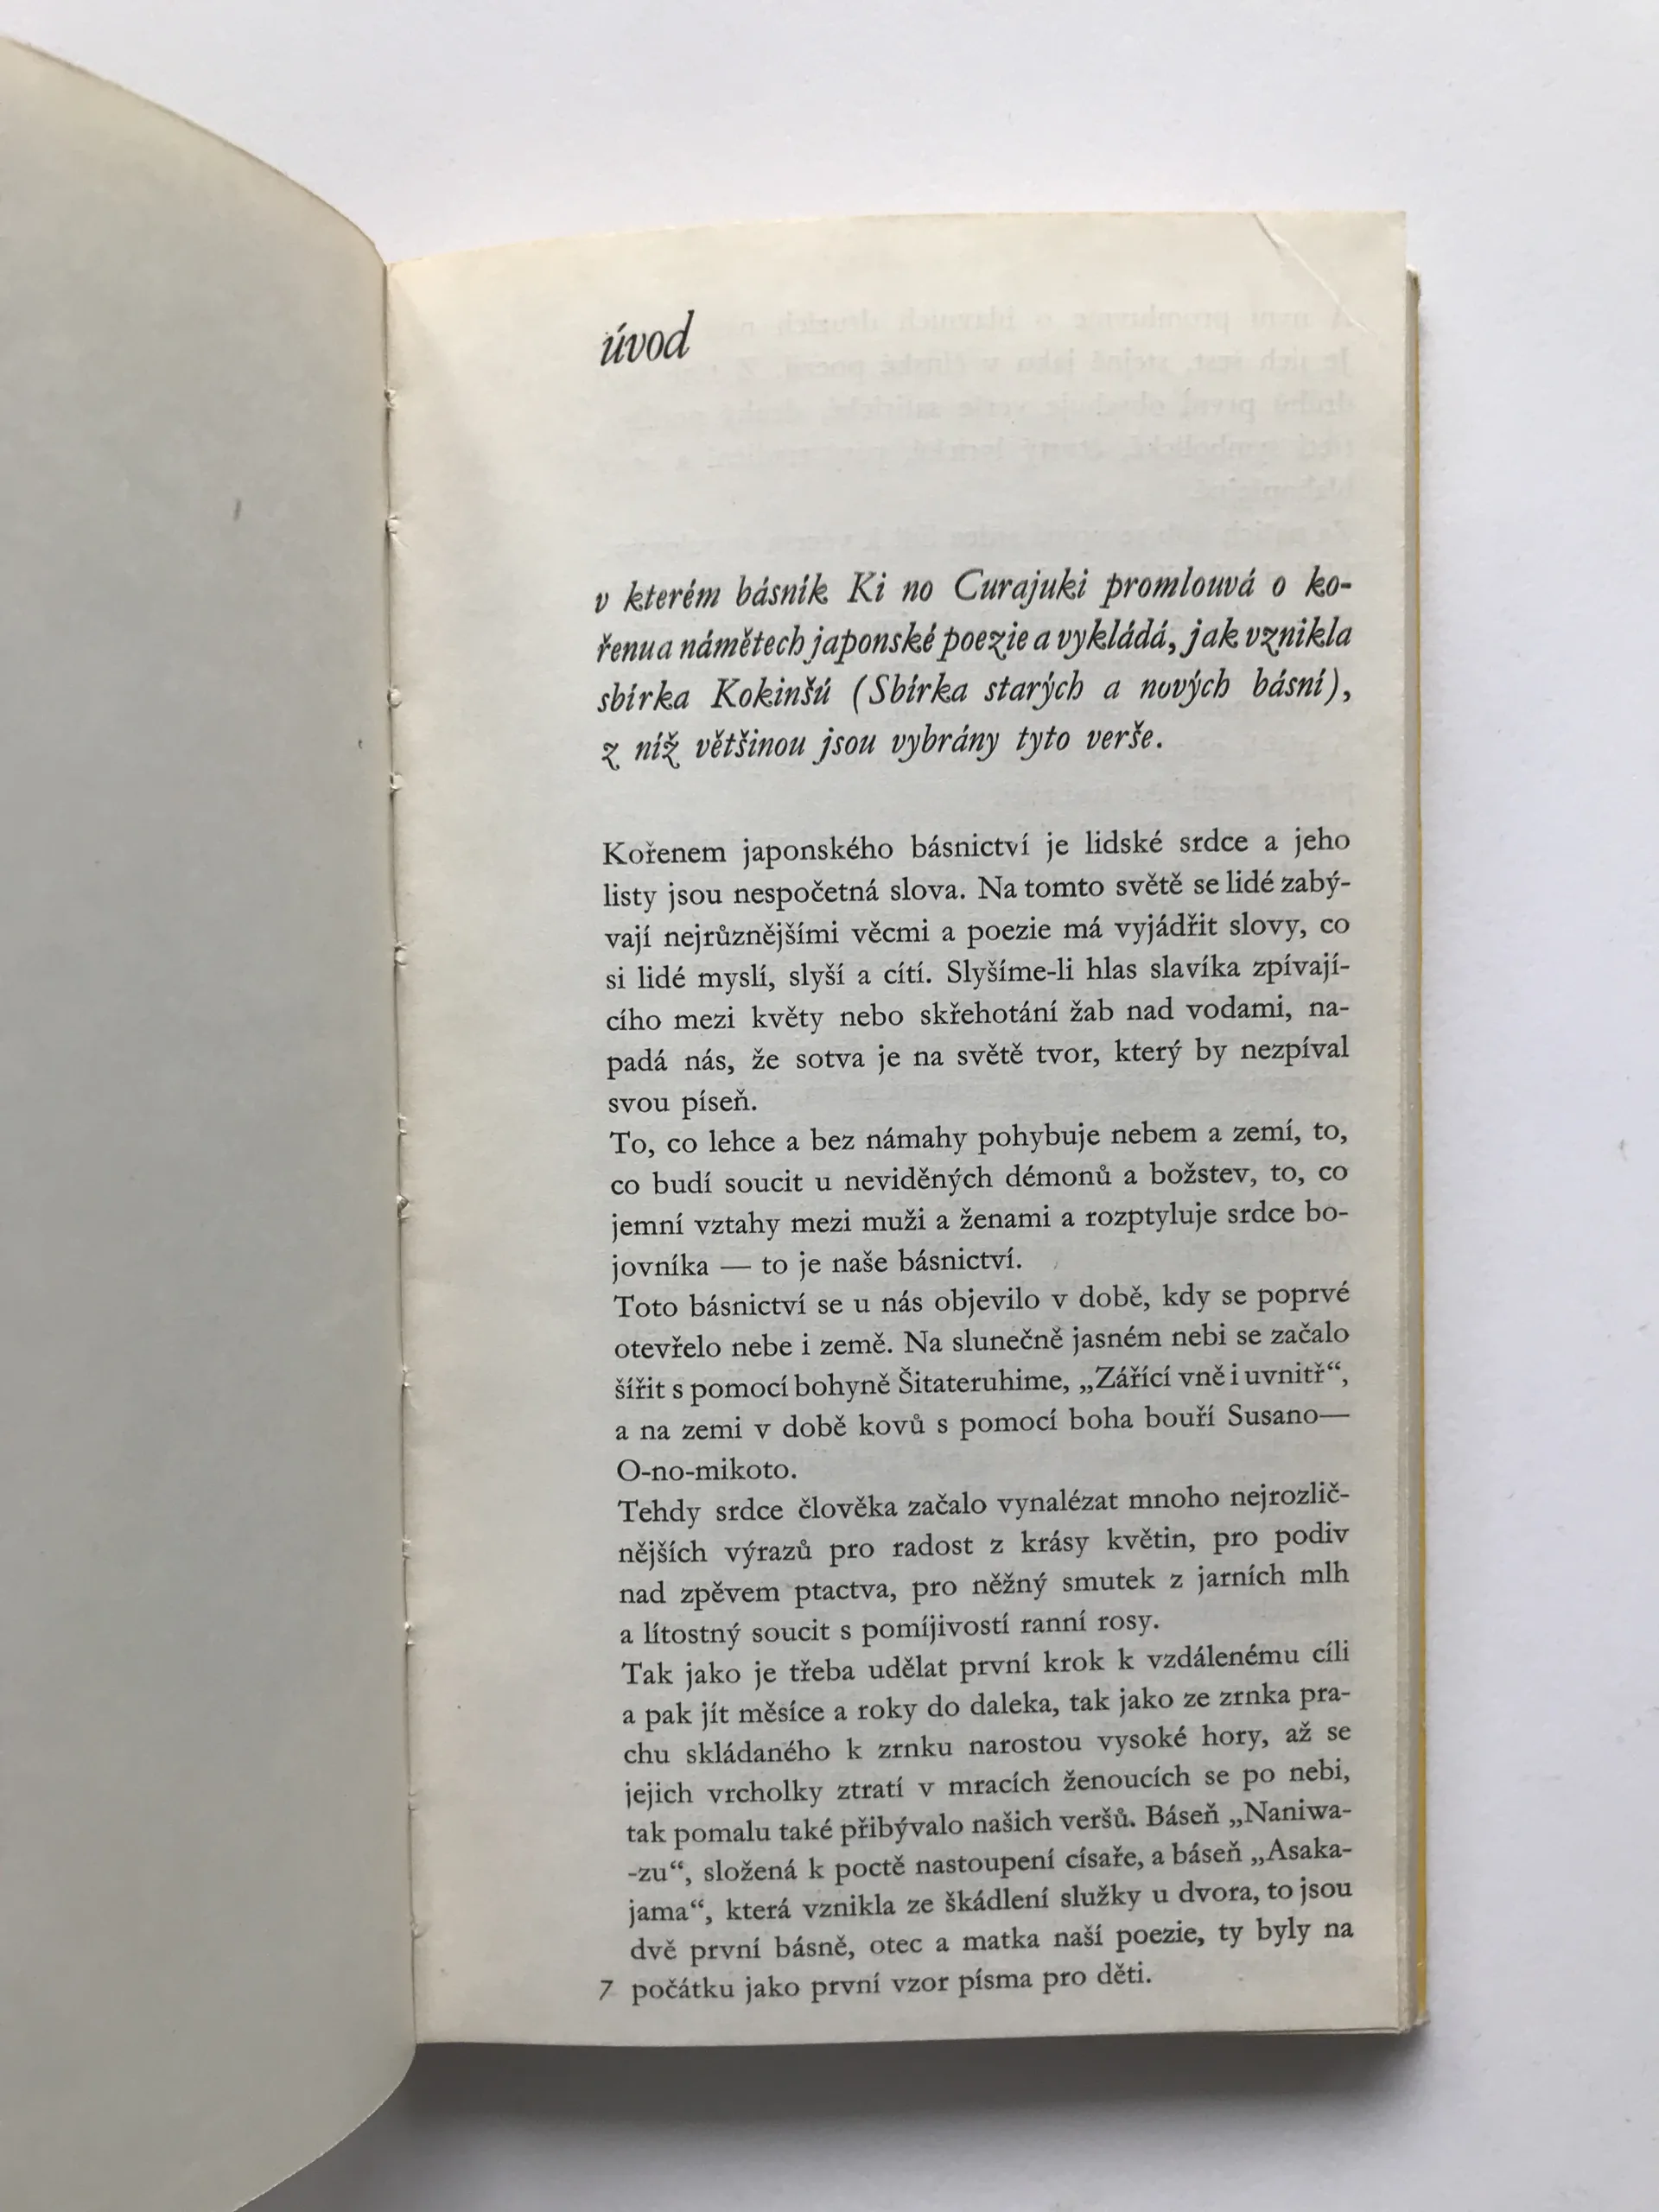 úvod
v kterém básník Ki no Curajuki promlouvá o ko-
řenu a námětech japonské poezie a vykládá, jak vznikla
sbírka Kokinšú (Sbírka starých a nových básní),
z níž většinou jsou vybrány tyto verše.
Kořenem japonského básnictví je lidské srdce a jeho
listy jsou nespočetná slova. Na tomto světě se lidé zabý-
vají nejrůznějšími věcmi a poezie má vyjádřit slovy, co
si lidé myslí, slyší a cítí. Slyšíme-li hlas slavíka zpívají-
cího mezi květy nebo skřehotání žab nad vodami, na-
padá nás, že sotva je na světě tvor, který by nezpíval
svou píseň.
To, co lehce a bez námahy pohybuje nebem a zemí, to,
co budí soucit u neviděných démonů a božstev, to, co
jemní vztahy mezi muži a ženami a rozptyluje srdce bo-
jovníka — to je naše básnictví.
Toto básnictví se u nás objevilo v době, kdy se poprvé
otevřelo nebe i země. Na slunečně jasném nebi se začalo
šířit s pomocí bohyně Šitateruhime, „Zářící vně i uvnitř“,
a na zemi v době kovů s pomocí boha bouří Susano—
O-no-mikoto.
Tehdy srdce člověka začalo vynalézat mnoho nejrozlič-
nějších výrazů pro radost z krásy květin, pro podiv
nad zpěvem ptactva, pro něžný smutek z jarních mlh
a lítostný soucit s pomíjivostí ranní rosy.
Tak jako je třeba udělat první krok k vzdálenému cíli
a pak jít měsíce a roky do daleka, tak jako ze zrnka pra-
chu skládaného k zrnku narostou vysoké hory, až se
jejich vrcholky ztratí v mracích ženoucích se po nebi,
tak pomalu také přibývalo našich veršů. Báseň „Naniwa-
-zu“, složená k poctě nastoupení císaře, a báseň „Asaka-
jama“, která vznikla ze škádlení služky u dvora, to jsou
dvě první básně, otec a matka naší poezie, ty byly na
7 počátku jako první vzor písma pro děti.